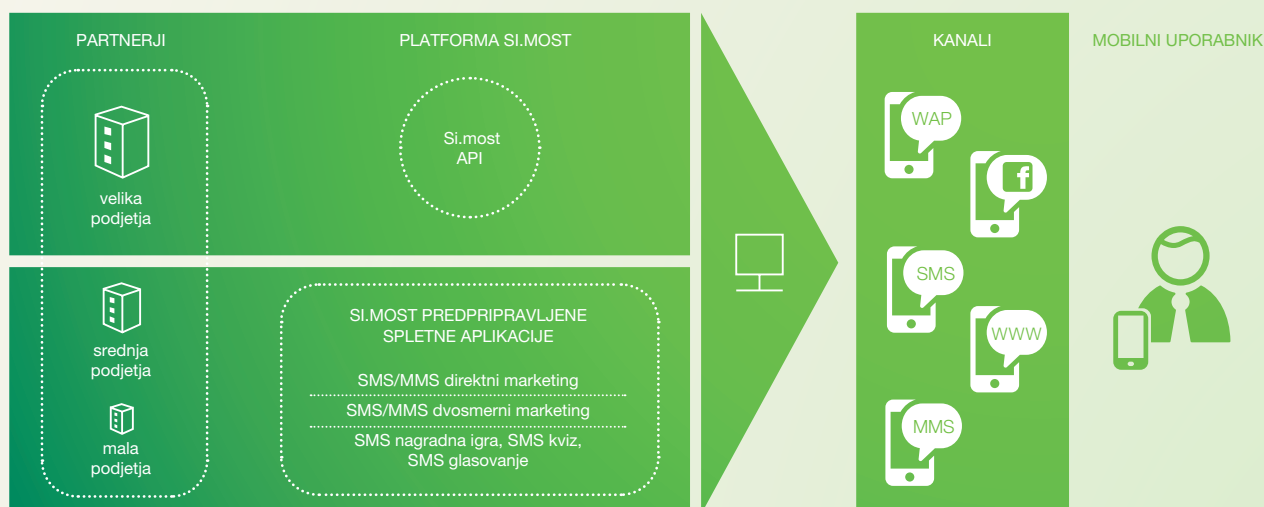 PARTNERJI
PLATFORMA SI.MOST
KANALI
MOBILNI UPORABNIK
velika
podjetja
Si.most
API
srednja
podjetja
mala
podjetja
SI.MOST PREDPRIPRAVLJENE
SPLETNE APLIKACIJE
SMS/MMS direktni marketing
SMS/MMS dvosmerni marketing
SMS nagradna igra, SMS kviz,
SMS glasovanje
WAP
f
SMS
WWW
MMS